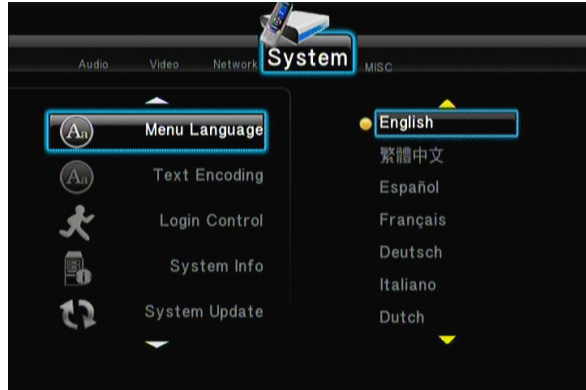 Audio
Video
Network
System
MISC
Menu Language
Text Encoding
Login Control
System Info
System Update
English
繁體中文
Español
Français
Deutsch
Italiano
Dutch